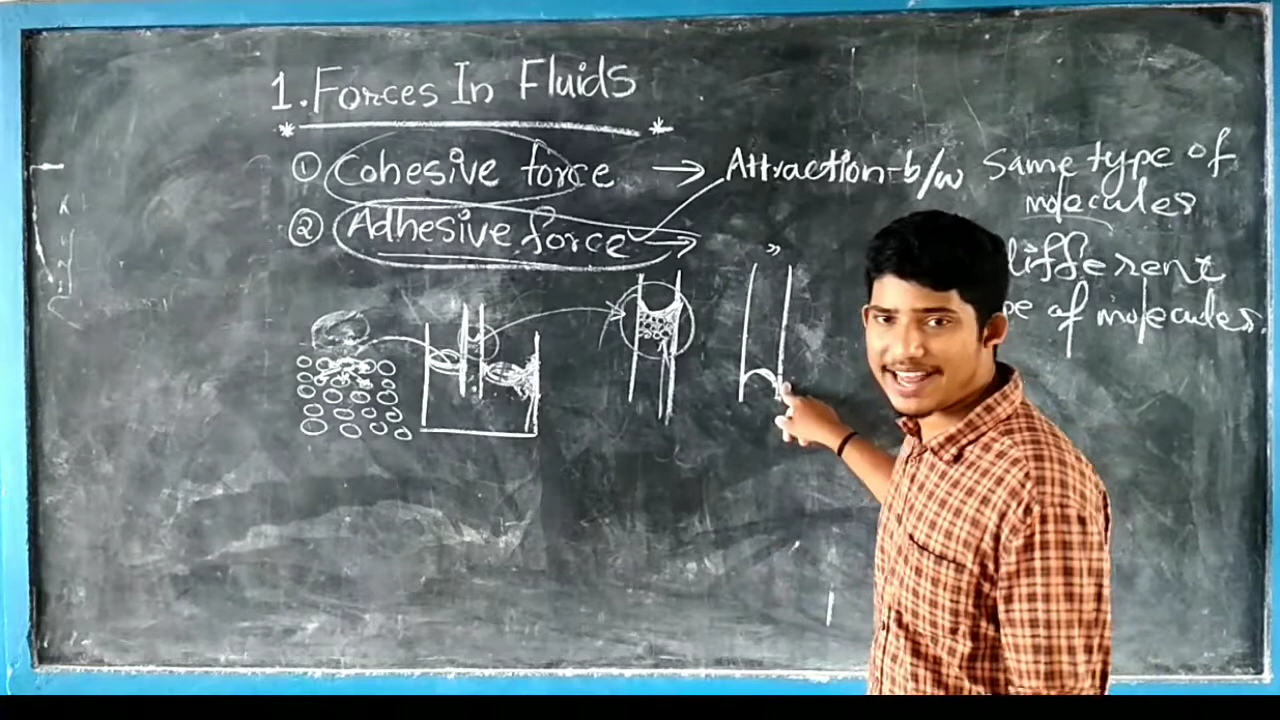 1. Forces In Fluids
① Cohesive force → Attraction b/w Same type of
molecules
② Adhesive force → ” different
of molecules.